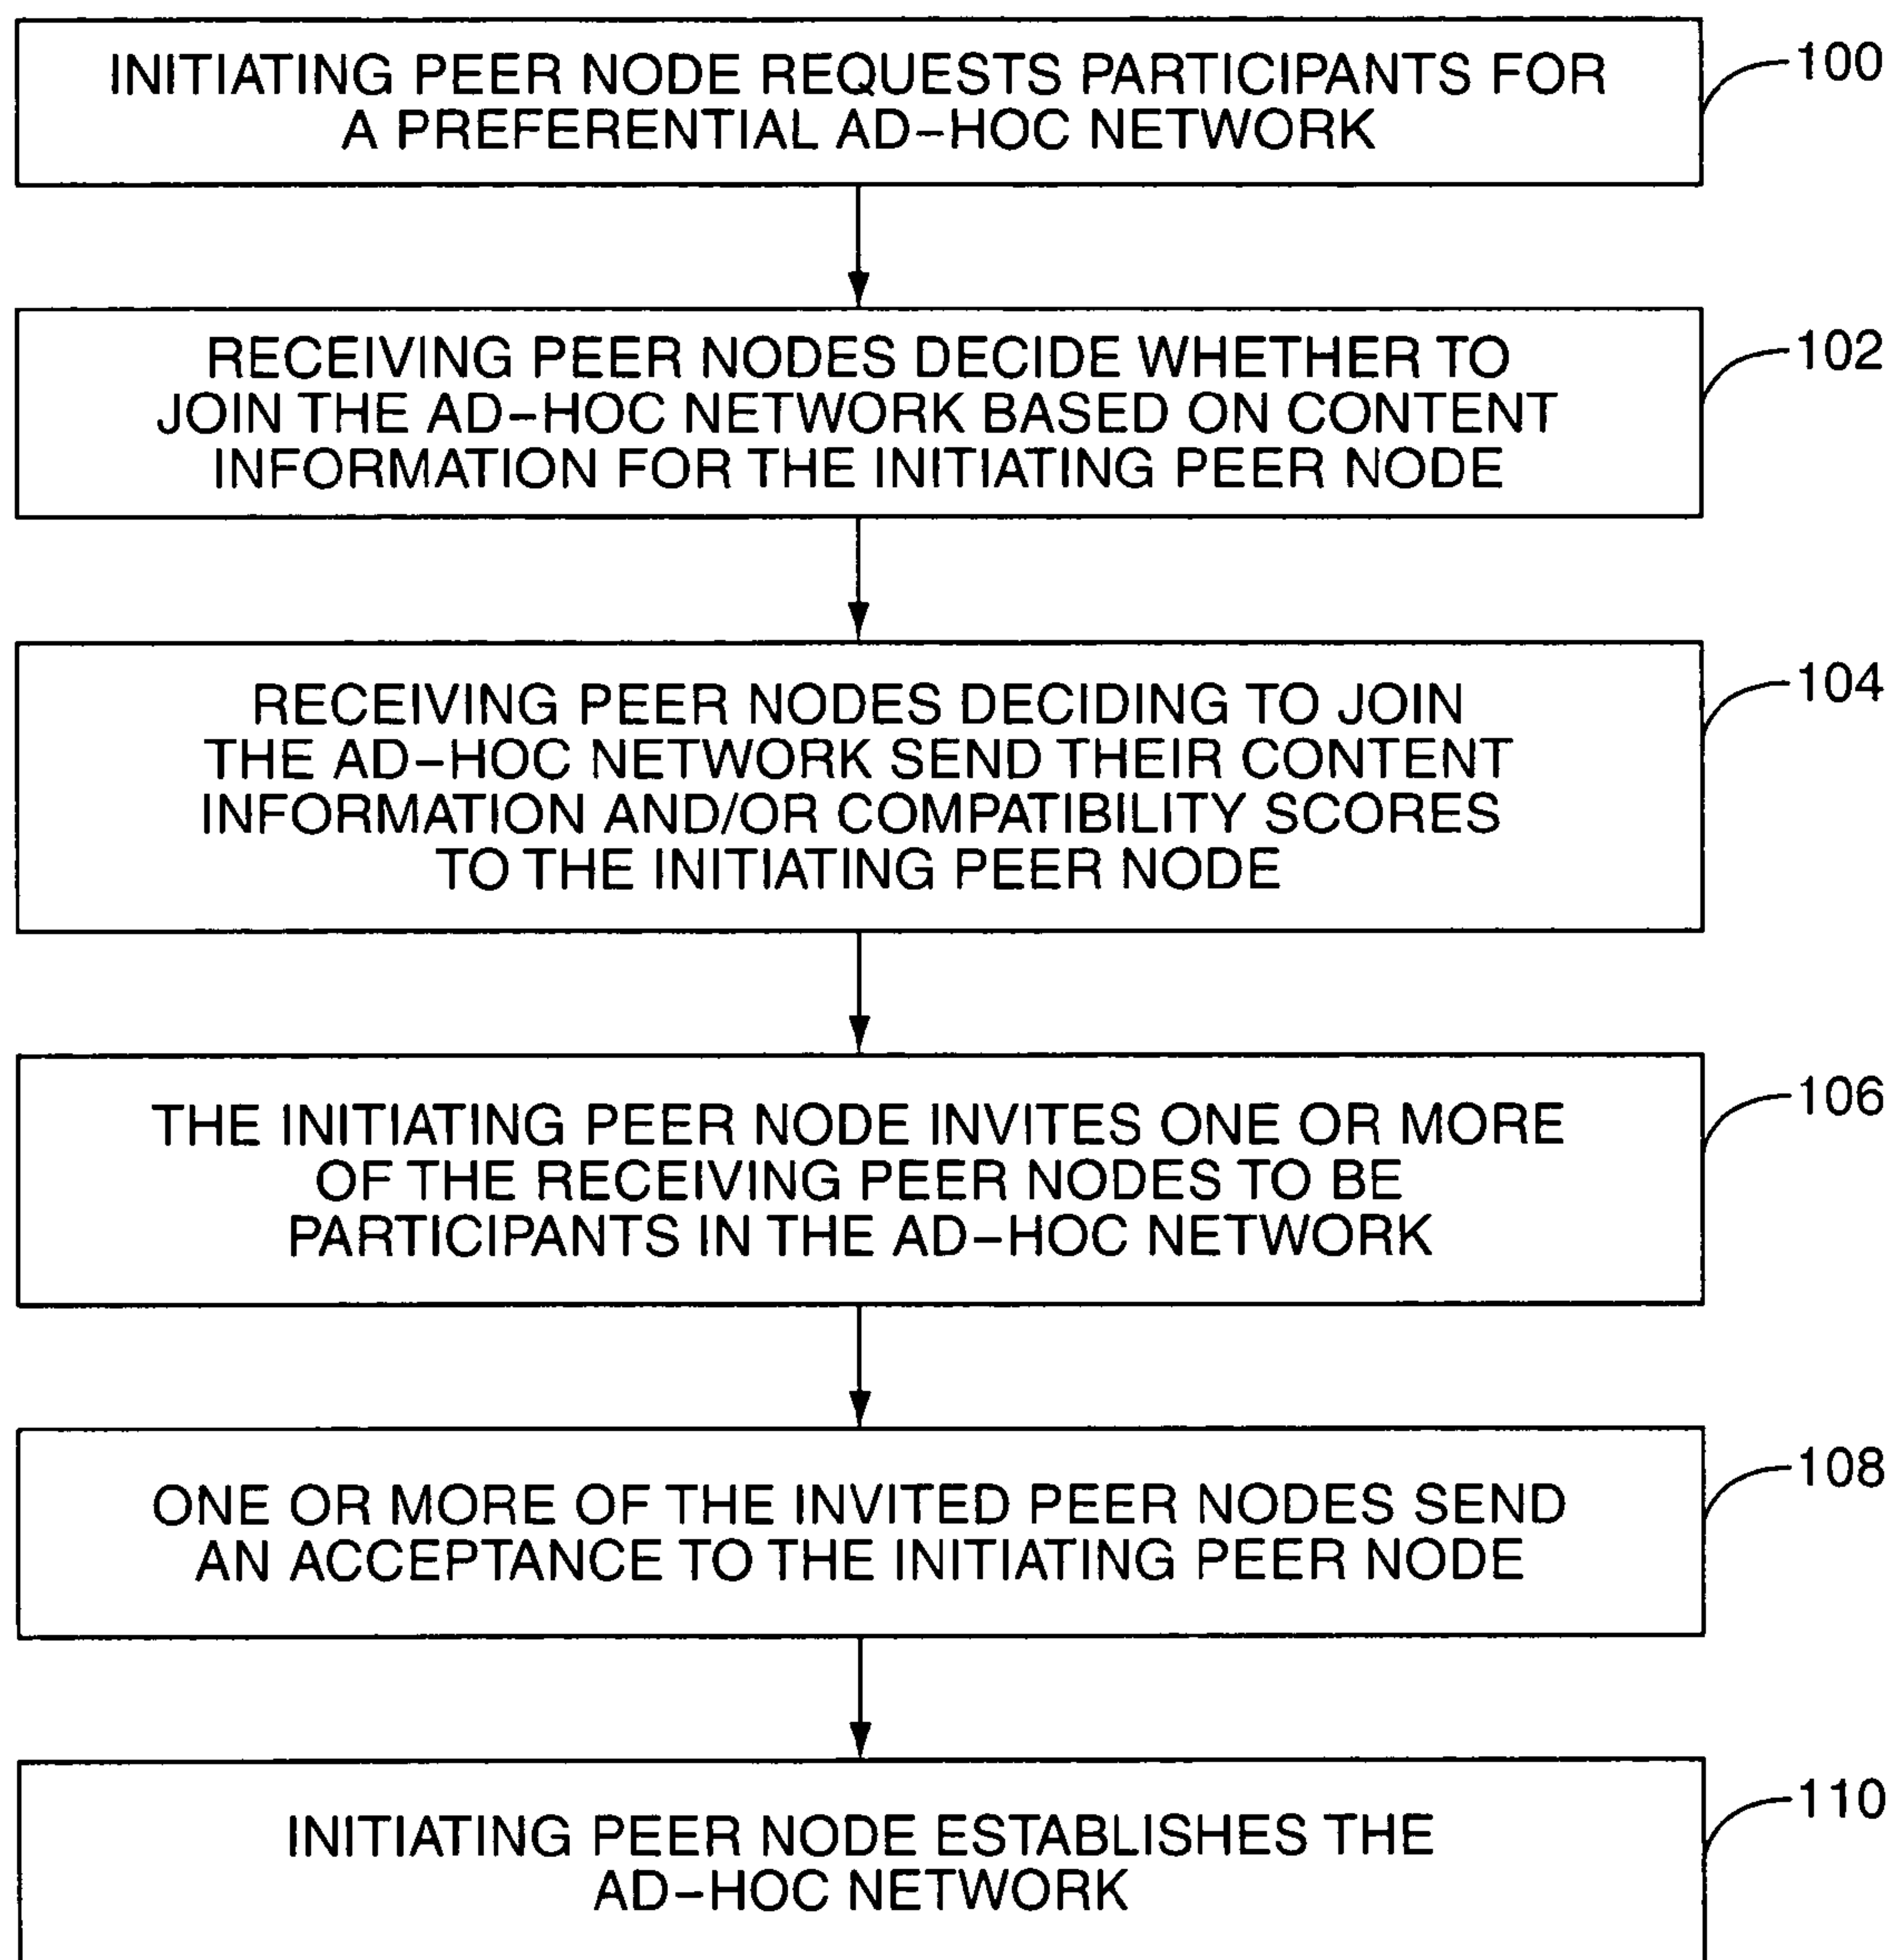 INITIATING PEER NODE REQUESTS PARTICIPANTS FOR
A PREFERENTIAL AD-HOC NETWORK
100
RECEIVING PEER NODES DECIDE WHETHER TO
JOIN THE AD-HOC NETWORK BASED ON CONTENT
INFORMATION FOR THE INITIATING PEER NODE
102
RECEIVING PEER NODES DECIDING TO JOIN
THE AD-HOC NETWORK SEND THEIR CONTENT
INFORMATION AND/OR COMPATIBILITY SCORES
TO THE INITIATING PEER NODE
104
THE INITIATING PEER NODE INVITES ONE OR MORE
OF THE RECEIVING PEER NODES TO BE
PARTICIPANTS IN THE AD-HOC NETWORK
106
ONE OR MORE OF THE INVITED PEER NODES SEND
AN ACCEPTANCE TO THE INITIATING PEER NODE
108
INITIATING PEER NODE ESTABLISHES THE
AD-HOC NETWORK
110